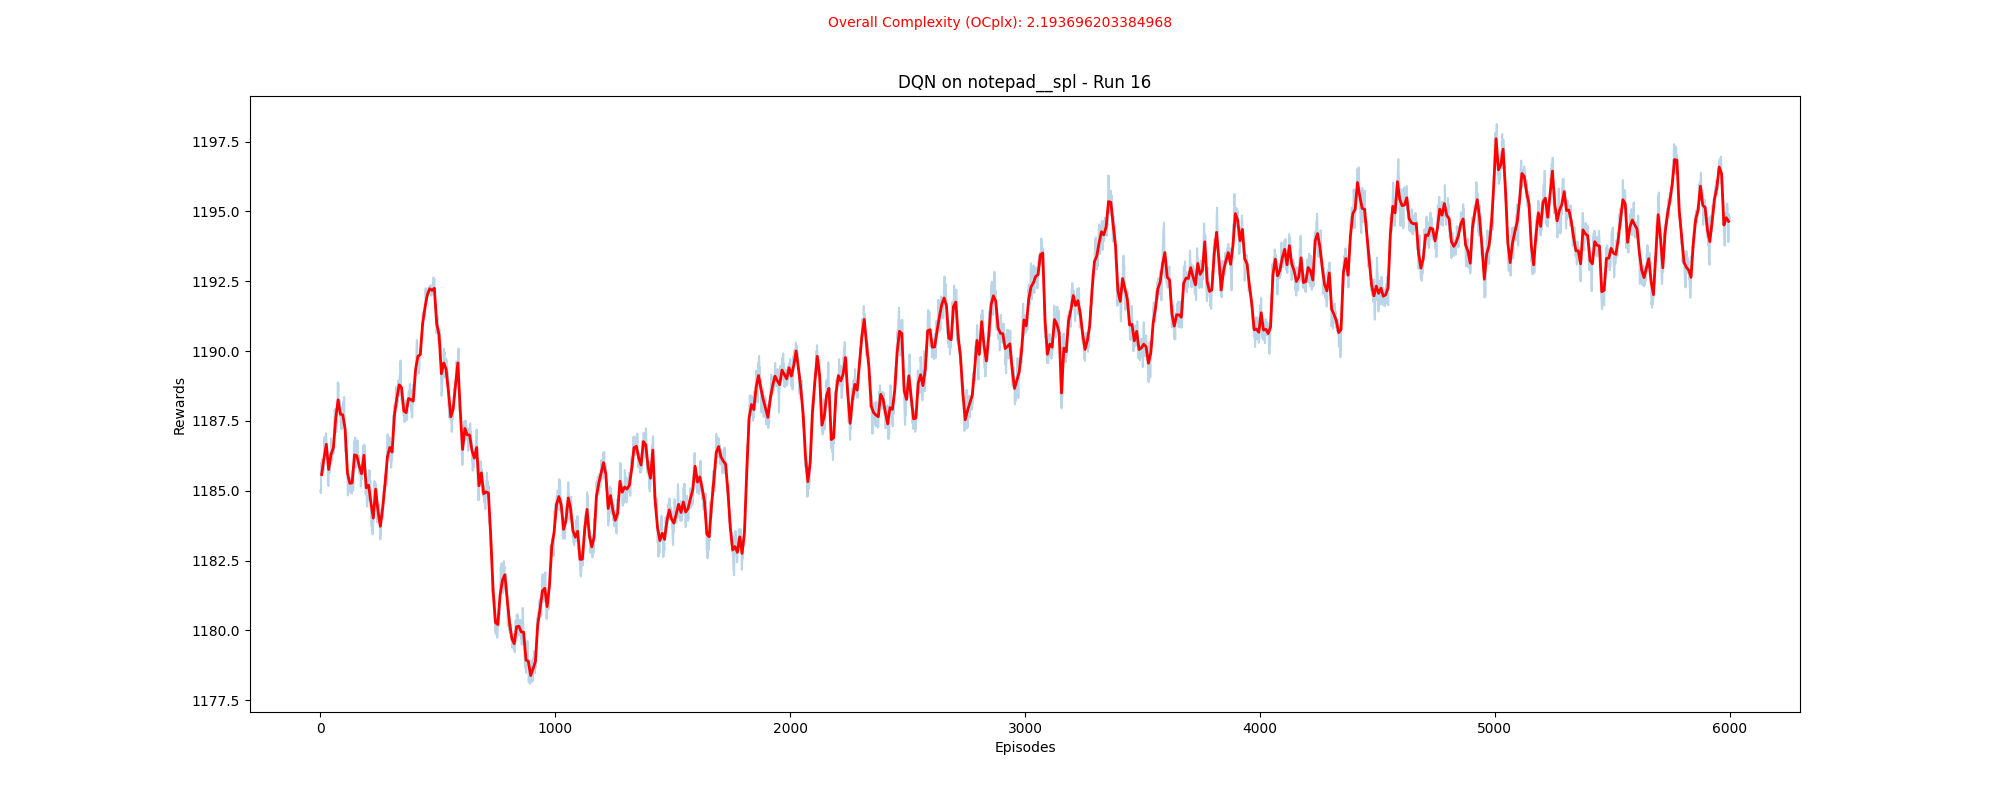 Overall Complexity (OCplx): 2.193696203384968
DQN on notepad__spl - Run 16
1197.5
1195.0
1192.5
1190.0
1187.5
1185.0
1182.5
1180.0
1177.5
Rewards
0 1000 2000 3000 4000 5000 6000
Episodes